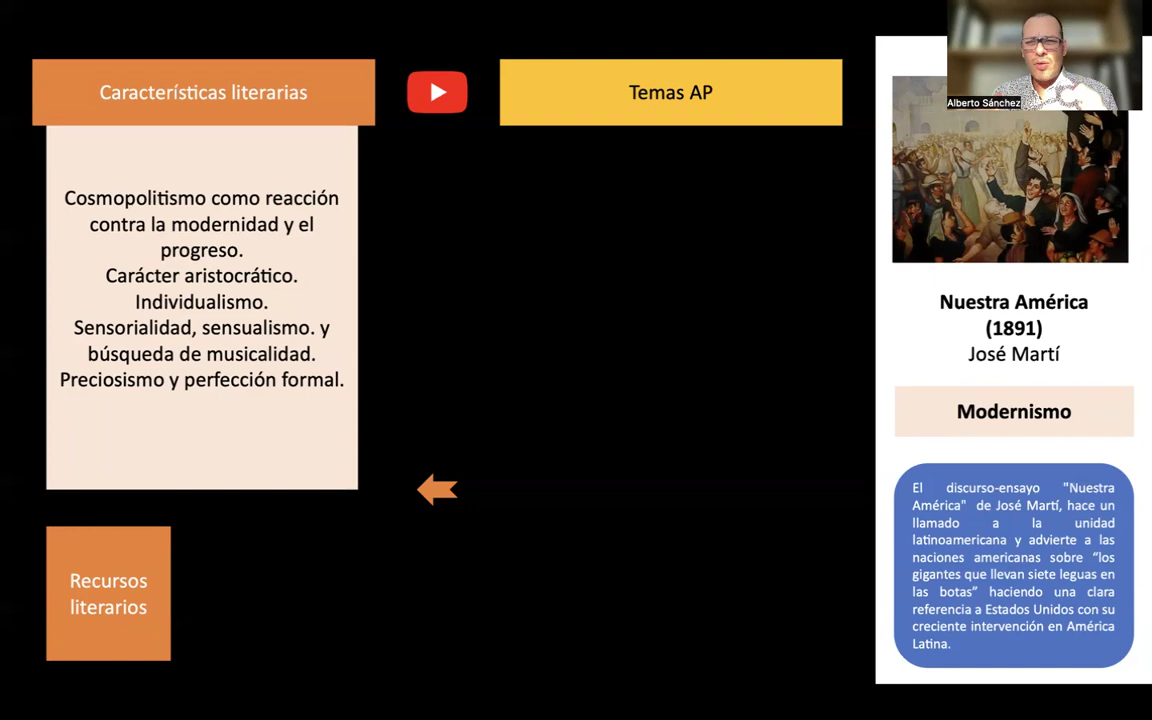 Características literarias
Temas AP
Alberto Sánchez
Cosmopolitismo como reacción
contra la modernidad y el
progreso.
Carácter aristocrático.
Individualismo.
Sensorialidad, sensualismo. y
búsqueda de musicalidad.
Preciosismo y perfección formal.
Recursos
literarios
Nuestra América
(1891)
José Martí
Modernismo
El discurso-ensayo "Nuestra
América" de José Martí, hace un
llamado a la unidad
latinoamericana y advierte a las
naciones americanas sobre “los
gigantes que llevan siete leguas en
las botas” haciendo una clara
referencia a Estados Unidos con su
creciente intervención en América
Latina.